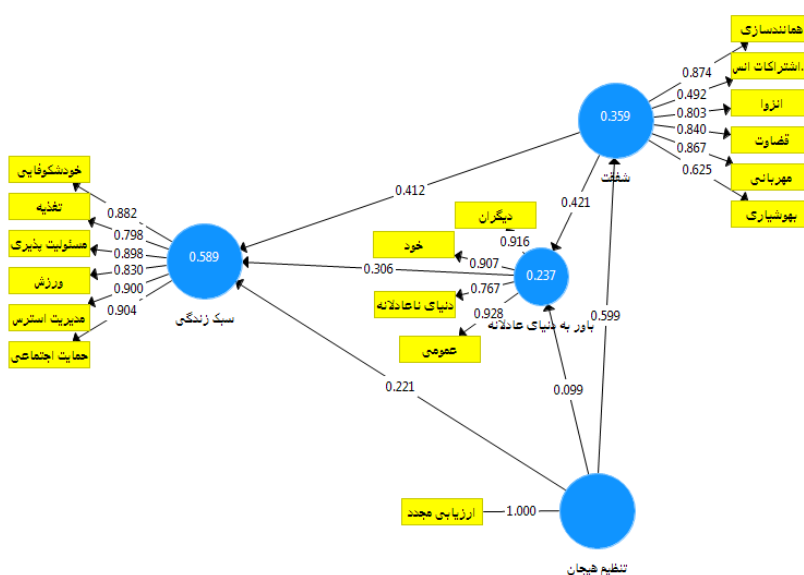 همانندسازی
اشتراکات انس
انزوا
قضاوت
مهربانی
بهوشیاری
0.874
0.492
0.803
0.840
0.867
0.625
0.359
شفقت
خودشکوفایی
تغذیه
مسئولیت پذیری
ورزش
مدیریت استرس
حمایت اجتماعی
0.882
0.798
0.898
0.830
0.900
0.904
0.589
سبک زندگی
0.412
0.421
0.306
دیگران
خود
دنیای ناعادلانه
عمومی
0.916
0.907
0.767
0.928
0.237
باور به دنیای عادلانه
0.599
0.221
0.099
ارزیابی مجدد
1.000
تنظیم هیجان